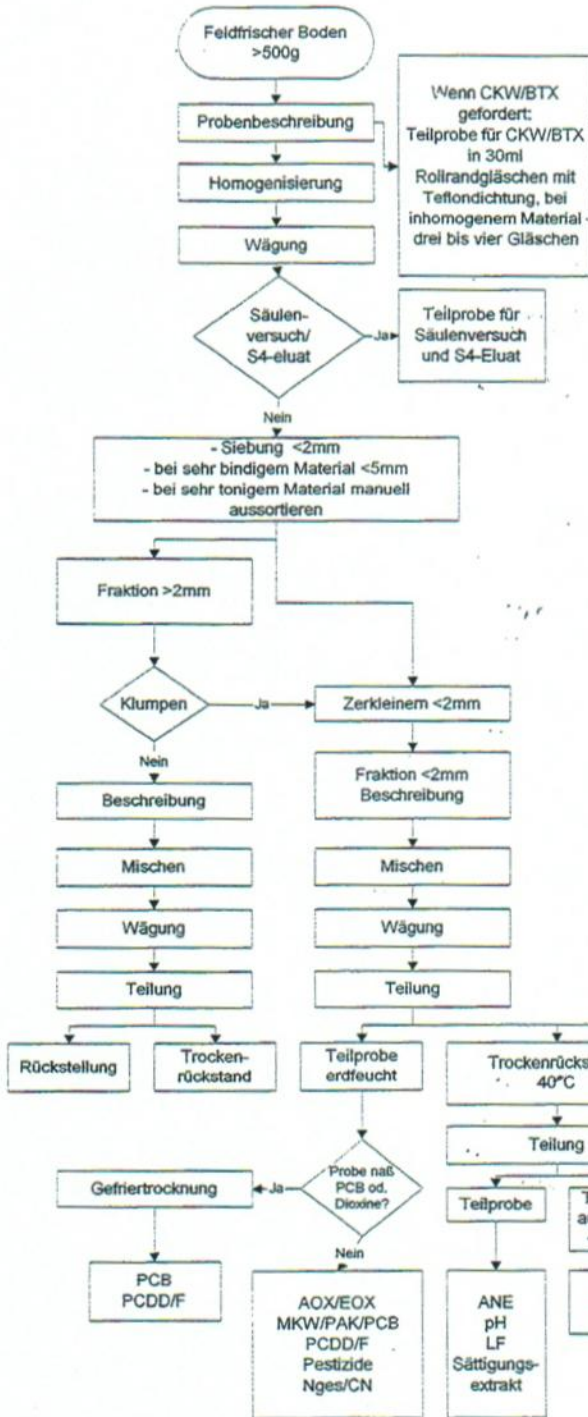 Feldfrischer Boden
>500g
Probenbeschreibung
Wenn CKW/BTX
gefordert:
Teilprobe für CKW/BTX
in 30ml
Rollrandgläschen mit
Teflondichtung, bei
inhomogenem Material
drei bis vier Gläschen
Homogenisierung
Wägung
Säulen-
versuch/
S4-eluat
Ja
Teilprobe für
Säulenversuch
und S4-Eluat
Nein
- Siebung <2mm
- bei sehr bindigem Material <5mm
- bei sehr tonigem Material manuell
aussortieren
Fraktion >2mm
Klumpen
Ja
Zerkleinern <2mm
Nein
Fraktion <2mm
Beschreibung
Beschreibung
Mischen
Mischen
Wägung
Wägung
Teilung
Teilung
Rückstellung
Trocken-
rückstand
Teilprobe
erdfeucht
Trockenrücks
40°C
Teilung
Probe naß
PCB od.
Dioxine?
Ja
Gefriertrocknung
Teilprobe
Nein
PCB
PCDD/F
AOX/EOX
MKW/PAK/PCB
PCDD/F
Pestizide
Nges/CN
ANE
pH
LF
Sättigungs-
extrakt